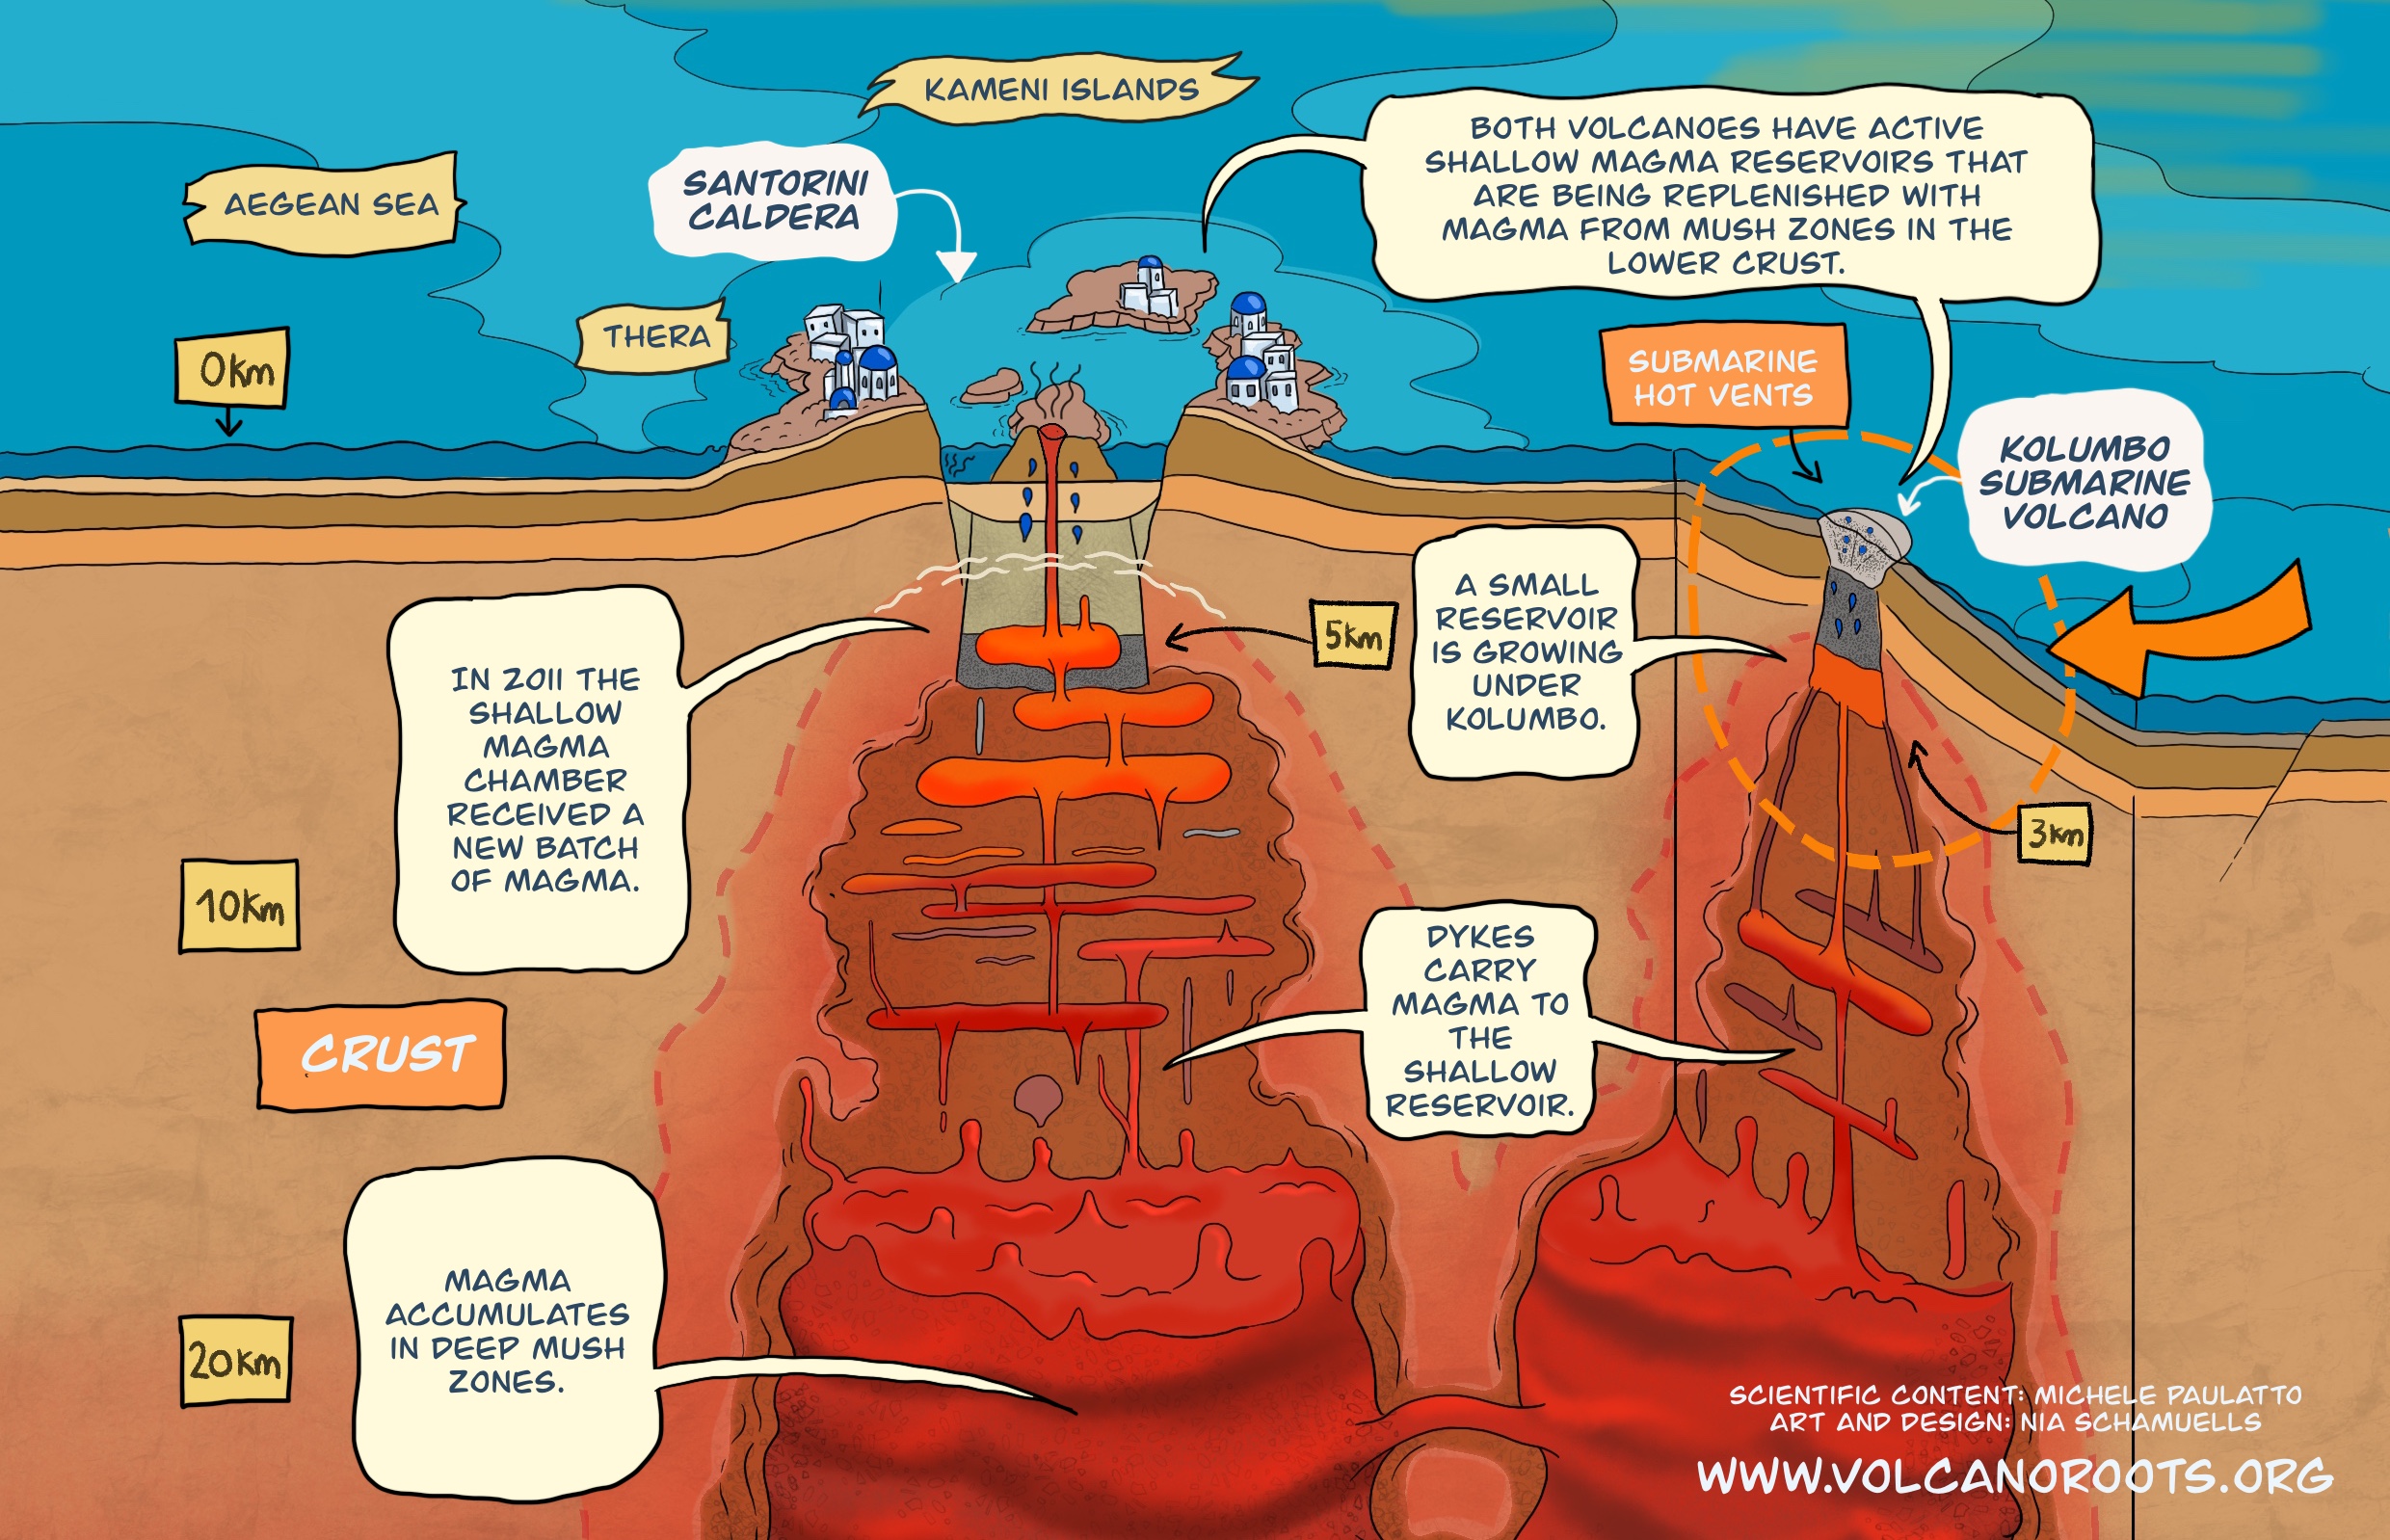 KAMENI ISLANDS
AEGEAN SEA
SANTORINI
CALDERA
BOTH VOLCANOES HAVE ACTIVE
SHALLOW MAGMA RESERVOIRS THAT
ARE BEING REPLENISHED WITH
MAGMA FROM MUSH ZONES IN THE
LOWER CRUST.
THERA
0km
SUBMARINE
HOT VENTS
KOLUMBO
SUBMARINE
VOLCANO
IN 2011 THE
SHALLOW
MAGMA
CHAMBER
RECEIVED A
NEW BATCH
OF MAGMA.
5km
A SMALL
RESERVOIR
IS GROWING
UNDER
KOLUMBO.
3km
10km
DYKES
CARRY
MAGMA TO
THE
SHALLOW
RESERVOIR.
CRUST
MAGMA
ACCUMULATES
IN DEEP MUSH
ZONES.
20km
SCIENTIFIC CONTENT: MICHELE PAULATTO
ART AND DESIGN: NIA SCHAMUELLS
WWW.VOLCANOROOTS.ORG